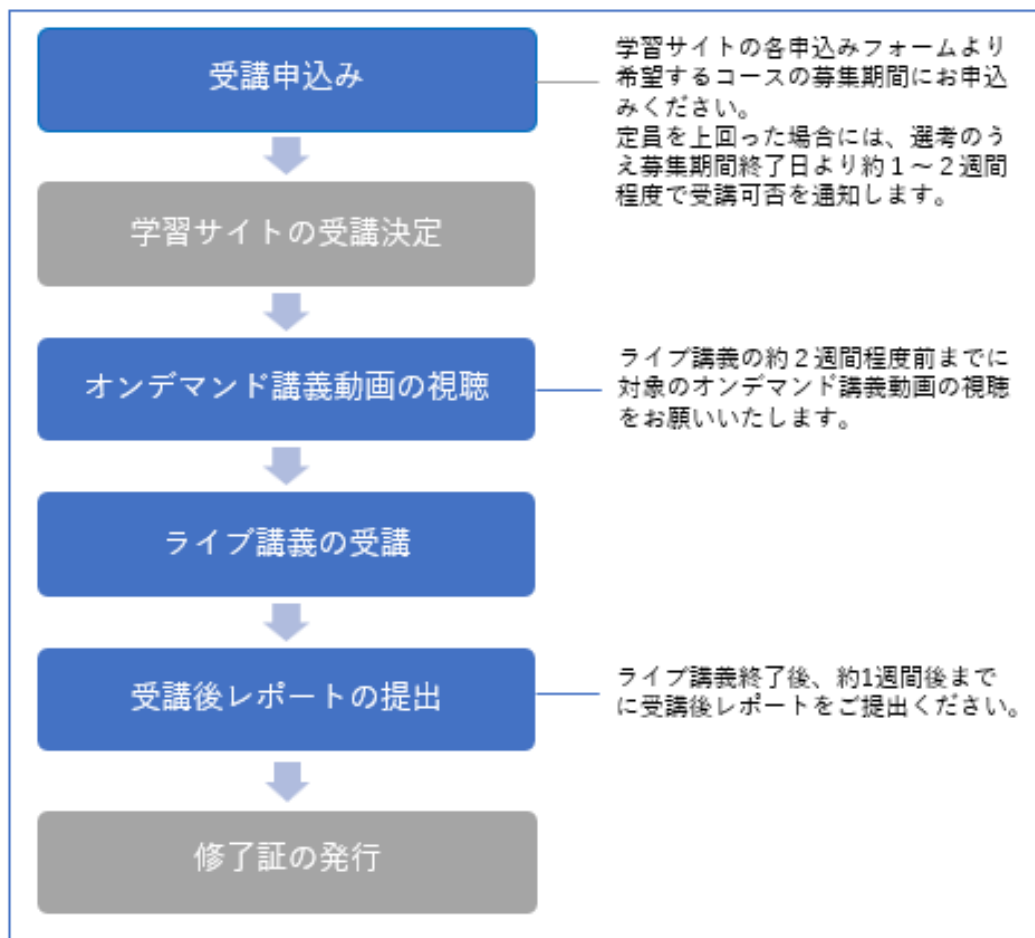 受講申込み
学習サイトの各申込みフォームより
希望するコースの募集期間にお申込
みください。
定員を上回った場合には、選考のう
え募集期間終了日より約１～２週間
程度で受講可否を通知します。
学習サイトの受講決定
オンデマンド講義動画の視聴
ライブ講義の約２週間程度前までに
対象のオンデマンド講義動画の視聴
をお願いいたします。
ライブ講義の受講
受講後レポートの提出
ライブ講義終了後、約1週間後まで
に受講後レポートをご提出ください。
修了証の発行